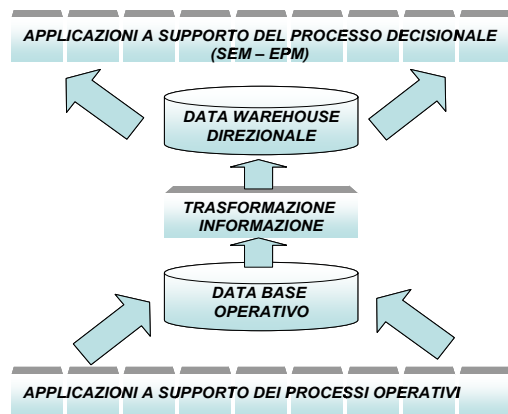 APPLICAZIONI A SUPPORTO DEL PROCESSO DECISIONALE
(SEM – EPM)
DATA WAREHOUSE
DIREZIONALE
TRASFORMAZIONE
INFORMAZIONE
DATA BASE
OPERATIVO
APPLICAZIONI A SUPPORTO DEI PROCESSI OPERATIVI